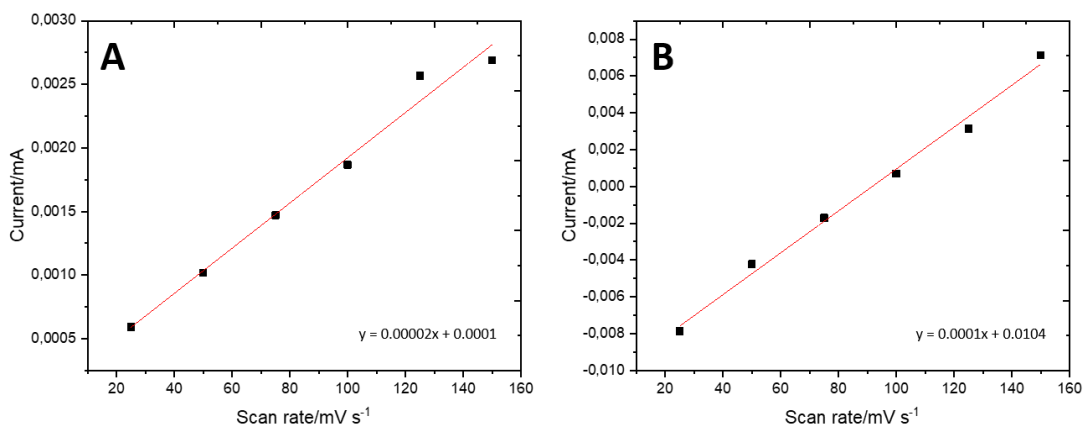 A
0,0030
0,0025
0,0020
0,0015
0,0010
0,0005
Current/mA
y = 0.00002x + 0.0001
20 40 60 80 100 120 140 160
Scan rate/mV s⁻¹
B
0,008
0,006
0,004
0,002
0,000
-0,002
-0,004
-0,006
-0,008
-0,010
Current/mA
y = 0.0001x + 0.0104
20 40 60 80 100 120 140 160
Scan rate/mV s⁻¹